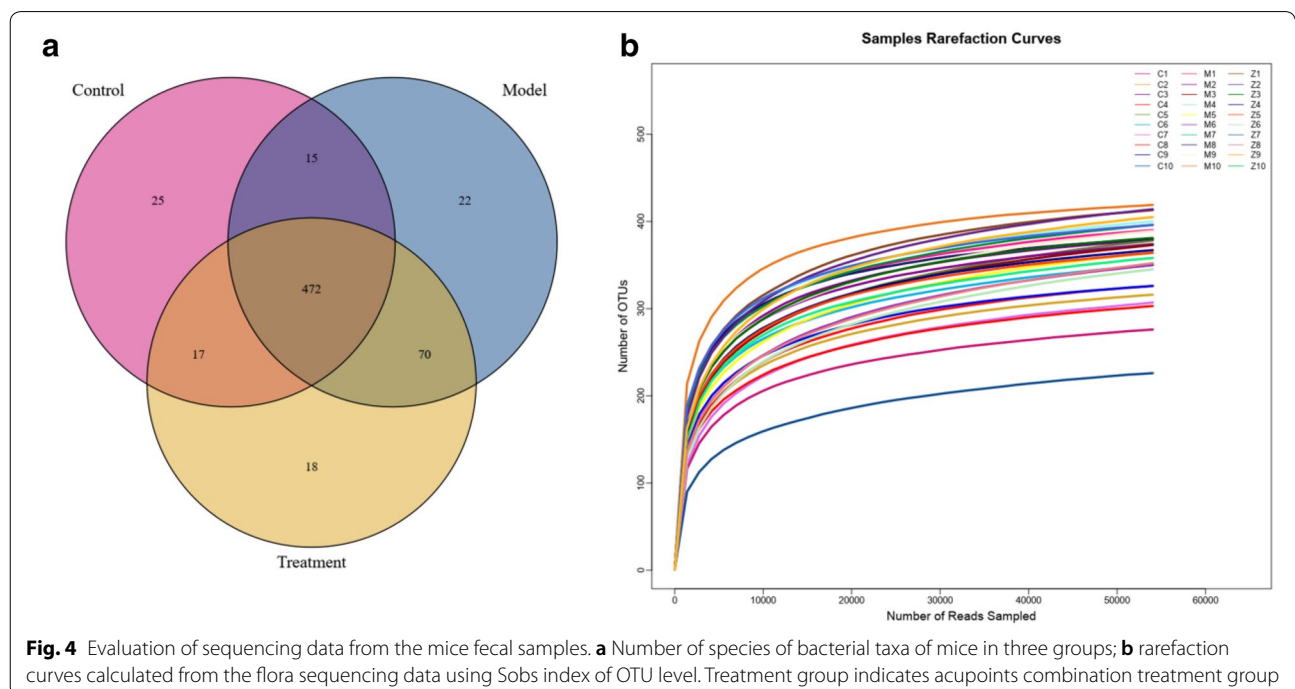 a
Control
Model
15
25
22
472
17
70
18
Treatment
b
Samples Rarefaction Curves
C1 M1 Z1
C2 M2 Z2
C3 M3 Z3
C4 M4 Z4
C5 M5 Z5
C6 M6 Z6
C7 M7 Z7
C8 M8 Z8
C9 M9 Z9
C10 M10 Z10
Number of OTUs
500
400
300
200
100
0
0 10000 20000 30000 40000 50000 60000
Number of Reads Sampled
Fig. 4 Evaluation of sequencing data from the mice fecal samples. a Number of species of bacterial taxa of mice in three groups; b rarefaction
curves calculated from the flora sequencing data using Sobs index of OTU level. Treatment group indicates acupoints combination treatment group